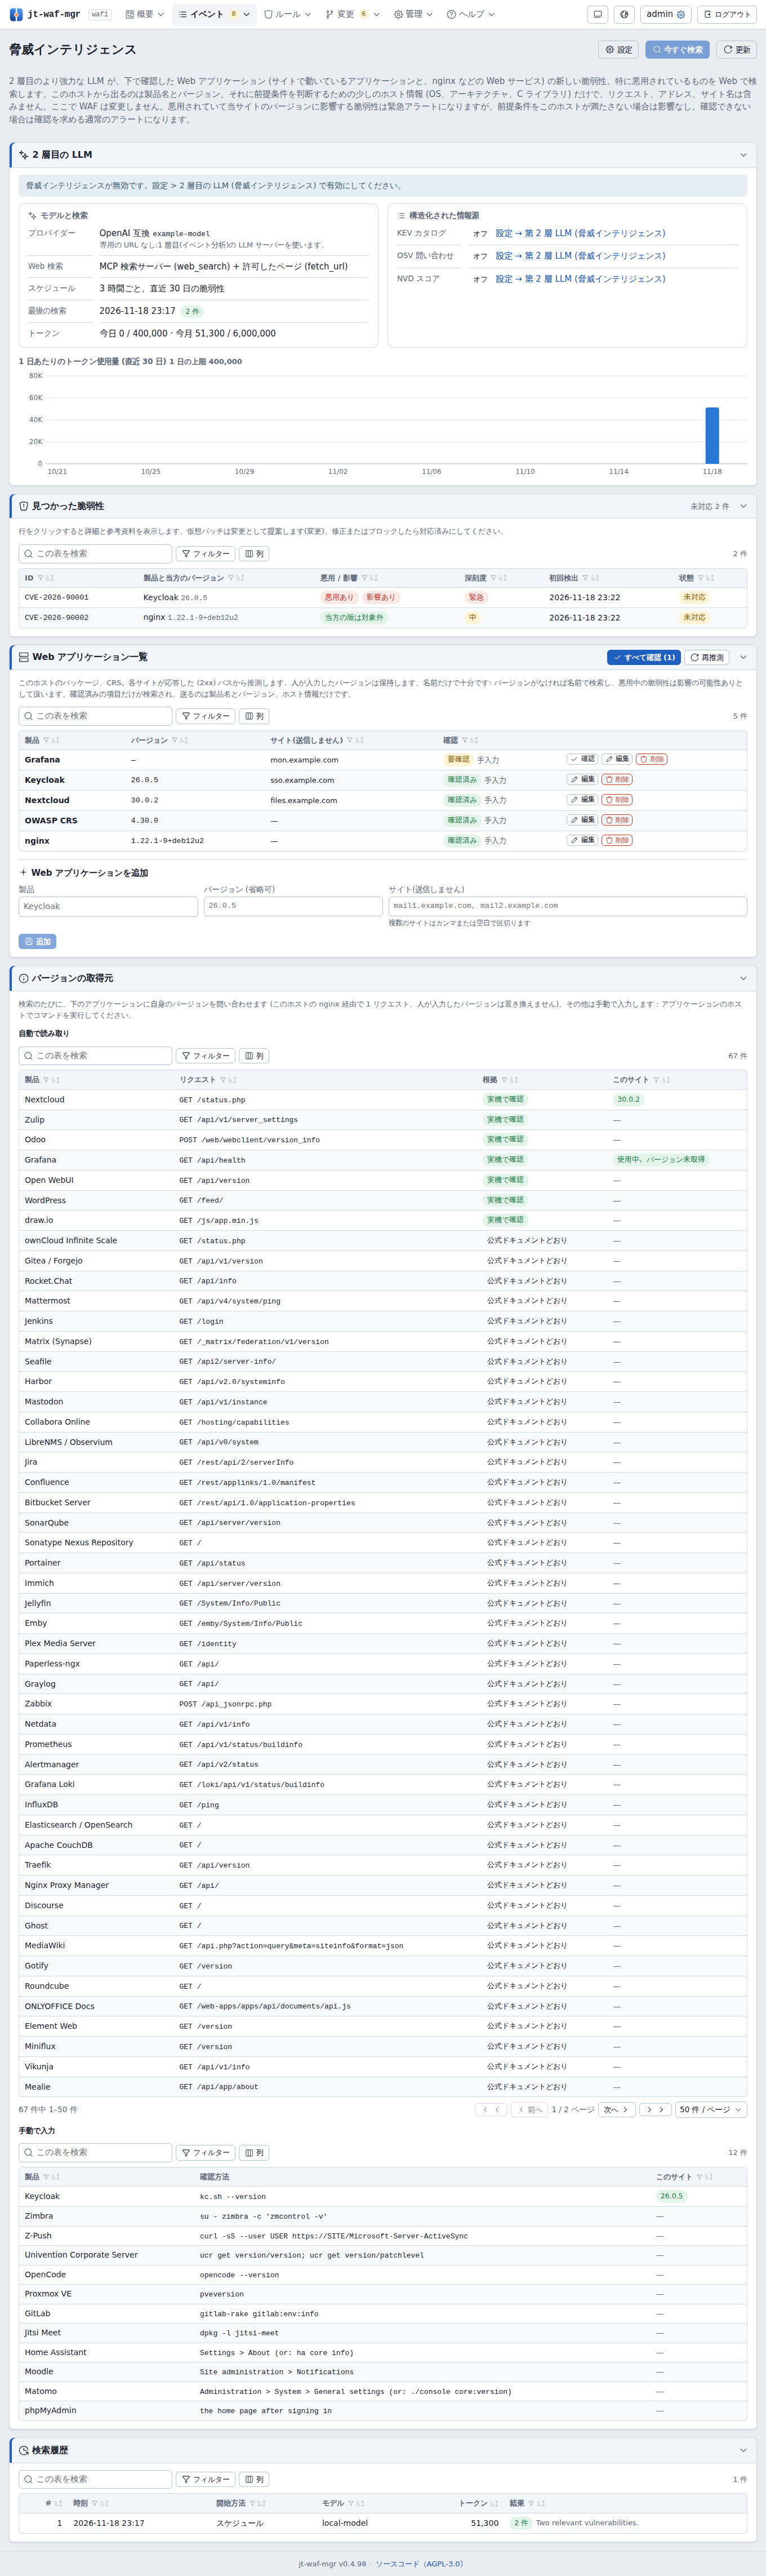 jt-waf-mgr waf1 概要 イベント 8 ルール 変更 6 管理 ヘルプ admin ログアウト
脅威インテリジェンス 設定 今すぐ検索 更新
2 層目のより強力な LLM が、下で確認した Web アプリケーション (サイトで動いているアプリケーションと、nginx などの Web サービス) の新しい脆弱性、特に悪用されているものを Web で検
索します。このホストから出るのは製品名とバージョン、それに前提条件を判断するための少しのホスト情報 (OS、アーキテクチャ、C ライブラリ) だけで、リクエスト、アドレス、サイト名は含
みません。ここで WAF は変更しません。悪用されていて当サイトのバージョンに影響する脆弱性は緊急アラートになりますが、前提条件をこのホストが満たさない場合は影響なし、確認できない
場合は確認を求める通常のアラートになります。
2 層目の LLM
脅威インテリジェンスが無効です。設定 > 2 層目の LLM (脅威インテリジェンス) で有効にしてください。
モデルと検索
プロバイダー OpenAI 互換 example-model
専用の URL なし:1 層目(イベント分析)の LLM サーバーを使います。
Web 検索 MCP 検索サーバー (web_search) + 許可したページ (fetch_url)
スケジュール 3 時間ごと、直近 30 日の脆弱性
最後の検索 2026-11-18 23:17 2 件
トークン 今日 0 / 400,000 · 今月 51,300 / 6,000,000
構造化された情報源
KEV カタログ オフ 設定 → 第 2 層 LLM (脅威インテリジェンス)
OSV 問い合わせ オフ 設定 → 第 2 層 LLM (脅威インテリジェンス)
NVD スコア オフ 設定 → 第 2 層 LLM (脅威インテリジェンス)
1 日あたりのトークン使用量 (直近 30 日) 1 日の上限 400,000
80K
60K
40K
20K
0
10/21 10/25 10/29 11/02 11/06 11/10 11/14 11/18
見つかった脆弱性 未対応 2 件
行をクリックすると詳細と参考資料を表示します。仮想パッチは変更として提案します(変更)。修正またはブロックしたら対応済みにしてください。
この表を検索 フィルター 列 2 件
ID 製品と当方のバージョン 悪用 / 影響 深刻度 初回検出 状態
CVE-2026-90001 Keycloak 26.0.5 悪用あり 影響あり 緊急 2026-11-18 23:22 未対応
CVE-2026-90002 nginx 1.22.1-9+deb12u2 当方の版は対象外 中 2026-11-18 23:22 未対応
Web アプリケーション一覧 すべて確認 (1) 再推測
このホストのパッケージ、CRS、各サイトが応答した (2xx) パスから推測します。人が入力したバージョンは保持します。名前だけで十分です: バージョンがなければ名前で検索し、悪用中の脆弱性は影響の可能性ありと
して扱います。確認済みの項目だけが検索され、送るのは製品名とバージョン、ホスト情報だけです。
この表を検索 フィルター 列 5 件
製品 バージョン サイト(送信しません) 確認
Grafana — mon.example.com 要確認 手入力 確認 編集 削除
Keycloak 26.0.5 sso.example.com 確認済み 手入力 編集 削除
Nextcloud 30.0.2 files.example.com 確認済み 手入力 編集 削除
OWASP CRS 4.30.0 — 確認済み 手入力 編集 削除
nginx 1.22.1-9+deb12u2 — 確認済み 手入力 編集 削除
Web アプリケーションを追加
製品 バージョン (省略可) サイト(送信しません)
Keycloak 26.0.5 mail1.example.com, mail2.example.com
複数のサイトはカンマまたは空白で区切ります
追加
バージョンの取得元
検索のたびに、下のアプリケーションに自身のバージョンを問い合わせます (このホストの nginx 経由で 1 リクエスト。人が入力したバージョンは置き換えません)。その他は手動で入力します：アプリケーションのホス
トでコマンドを実行してください。
自動で読み取り
この表を検索 フィルター 列 67 件
製品 リクエスト 根拠 このサイト
Nextcloud GET /status.php 実機で確認 30.0.2
Zulip GET /api/v1/server_settings 実機で確認 —
Odoo POST /web/webclient/version_info 実機で確認 —
Grafana GET /api/health 実機で確認 使用中、バージョン未取得
Open WebUI GET /api/version 実機で確認 —
WordPress GET /feed/ 実機で確認 —
draw.io GET /js/app.min.js 実機で確認 —
ownCloud Infinite Scale GET /status.php 公式ドキュメントどおり —
Gitea / Forgejo GET /api/v1/version 公式ドキュメントどおり —
Rocket.Chat GET /api/info 公式ドキュメントどおり —
Mattermost GET /api/v4/system/ping 公式ドキュメントどおり —
Jenkins GET /login 公式ドキュメントどおり —
Matrix (Synapse) GET /_matrix/federation/v1/version 公式ドキュメントどおり —
Seafile GET /api2/server-info/ 公式ドキュメントどおり —
Harbor GET /api/v2.0/systeminfo 公式ドキュメントどおり —
Mastodon GET /api/v1/instance 公式ドキュメントどおり —
Collabora Online GET /hosting/capabilities 公式ドキュメントどおり —
LibreNMS / Observium GET /api/v0/system 公式ドキュメントどおり —
Jira GET /rest/api/2/serverInfo 公式ドキュメントどおり —
Confluence GET /rest/applinks/1.0/manifest 公式ドキュメントどおり —
Bitbucket Server GET /rest/api/1.0/application-properties 公式ドキュメントどおり —
SonarQube GET /api/server/version 公式ドキュメントどおり —
Sonatype Nexus Repository GET / 公式ドキュメントどおり —
Portainer GET /api/status 公式ドキュメントどおり —
Immich GET /api/server/version 公式ドキュメントどおり —
Jellyfin GET /System/Info/Public 公式ドキュメントどおり —
Emby GET /emby/System/Info/Public 公式ドキュメントどおり —
Plex Media Server GET /identity 公式ドキュメントどおり —
Paperless-ngx GET /api/ 公式ドキュメントどおり —
Graylog GET /api/ 公式ドキュメントどおり —
Zabbix POST /api_jsonrpc.php 公式ドキュメントどおり —
Netdata GET /api/v1/info 公式ドキュメントどおり —
Prometheus GET /api/v1/status/buildinfo 公式ドキュメントどおり —
Alertmanager GET /api/v2/status 公式ドキュメントどおり —
Grafana Loki GET /loki/api/v1/status/buildinfo 公式ドキュメントどおり —
InfluxDB GET /ping 公式ドキュメントどおり —
Elasticsearch / OpenSearch GET / 公式ドキュメントどおり —
Apache CouchDB GET / 公式ドキュメントどおり —
Traefik GET /api/version 公式ドキュメントどおり —
Nginx Proxy Manager GET /api/ 公式ドキュメントどおり —
Discourse GET / 公式ドキュメントどおり —
Ghost GET / 公式ドキュメントどおり —
MediaWiki GET /api.php?action=query&meta=siteinfo&format=json 公式ドキュメントどおり —
Gotify GET /version 公式ドキュメントどおり —
Roundcube GET / 公式ドキュメントどおり —
ONLYOFFICE Docs GET /web-apps/apps/api/documents/api.js 公式ドキュメントどおり —
Element Web GET /version 公式ドキュメントどおり —
Miniflux GET /version 公式ドキュメントどおり —
Vikunja GET /api/v1/info 公式ドキュメントどおり —
Mealie GET /api/app/about 公式ドキュメントどおり —
67 件中 1–50 件 前へ 1 / 2 ページ 次へ 50 件 / ページ
手動で入力
この表を検索 フィルター 列 12 件
製品 確認方法 このサイト
Keycloak kc.sh --version 26.0.5
Zimbra su - zimbra -c 'zmcontrol -v' —
Z-Push curl -sS --user USER https://SITE/Microsoft-Server-ActiveSync —
Univention Corporate Server ucr get version/version; ucr get version/patchlevel —
OpenCode opencode --version —
Proxmox VE pveversion —
GitLab gitlab-rake gitlab:env:info —
Jitsi Meet dpkg -l jitsi-meet —
Home Assistant Settings > About (or: ha core info) —
Moodle Site administration > Notifications —
Matomo Administration > System > General settings (or: ./console core:version) —
phpMyAdmin the home page after signing in —
検索履歴
この表を検索 フィルター 列 1 件
# 時刻 開始方法 モデル トークン 結果
1 2026-11-18 23:17 スケジュール local-model 51,300 2 件 Two relevant vulnerabilities.
jt-waf-mgr v0.4.98 · ソースコード（AGPL-3.0）